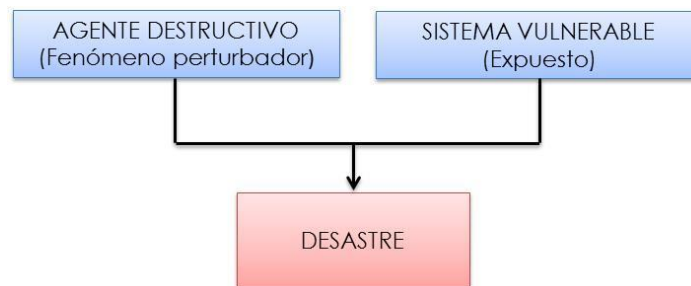 AGENTE DESTRUCTIVO
(Fenómeno perturbador)
SISTEMA VULNERABLE
(Expuesto)
DESASTRE